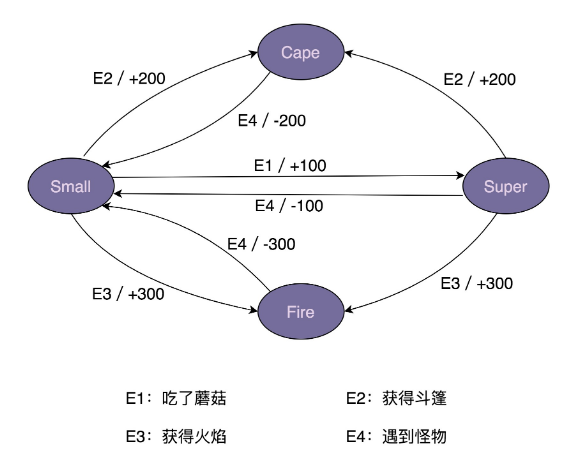 Cape
E2 / +200
E2 / +200
E4 / -200
E1 / +100
Small
Super
E4 / -100
E4 / -300
E3 / +300
E3 / +300
Fire
E1：吃了蘑菇
E2：获得斗篷
E3：获得火焰
E4：遇到怪物